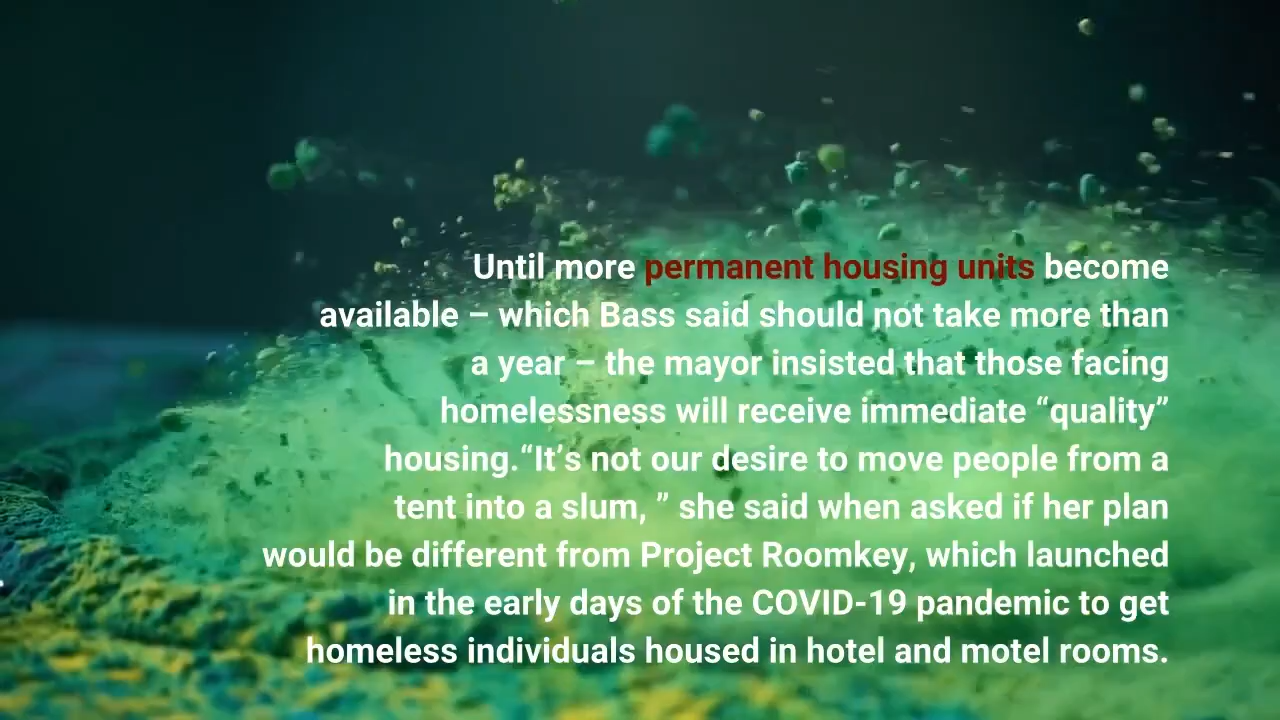 Until more permanent housing units become
available – which Bass said should not take more than
a year – the mayor insisted that those facing
homelessness will receive immediate “quality”
housing.“It’s not our desire to move people from a
tent into a slum, ” she said when asked if her plan
would be different from Project Roomkey, which launched
in the early days of the COVID-19 pandemic to get
homeless individuals housed in hotel and motel rooms.